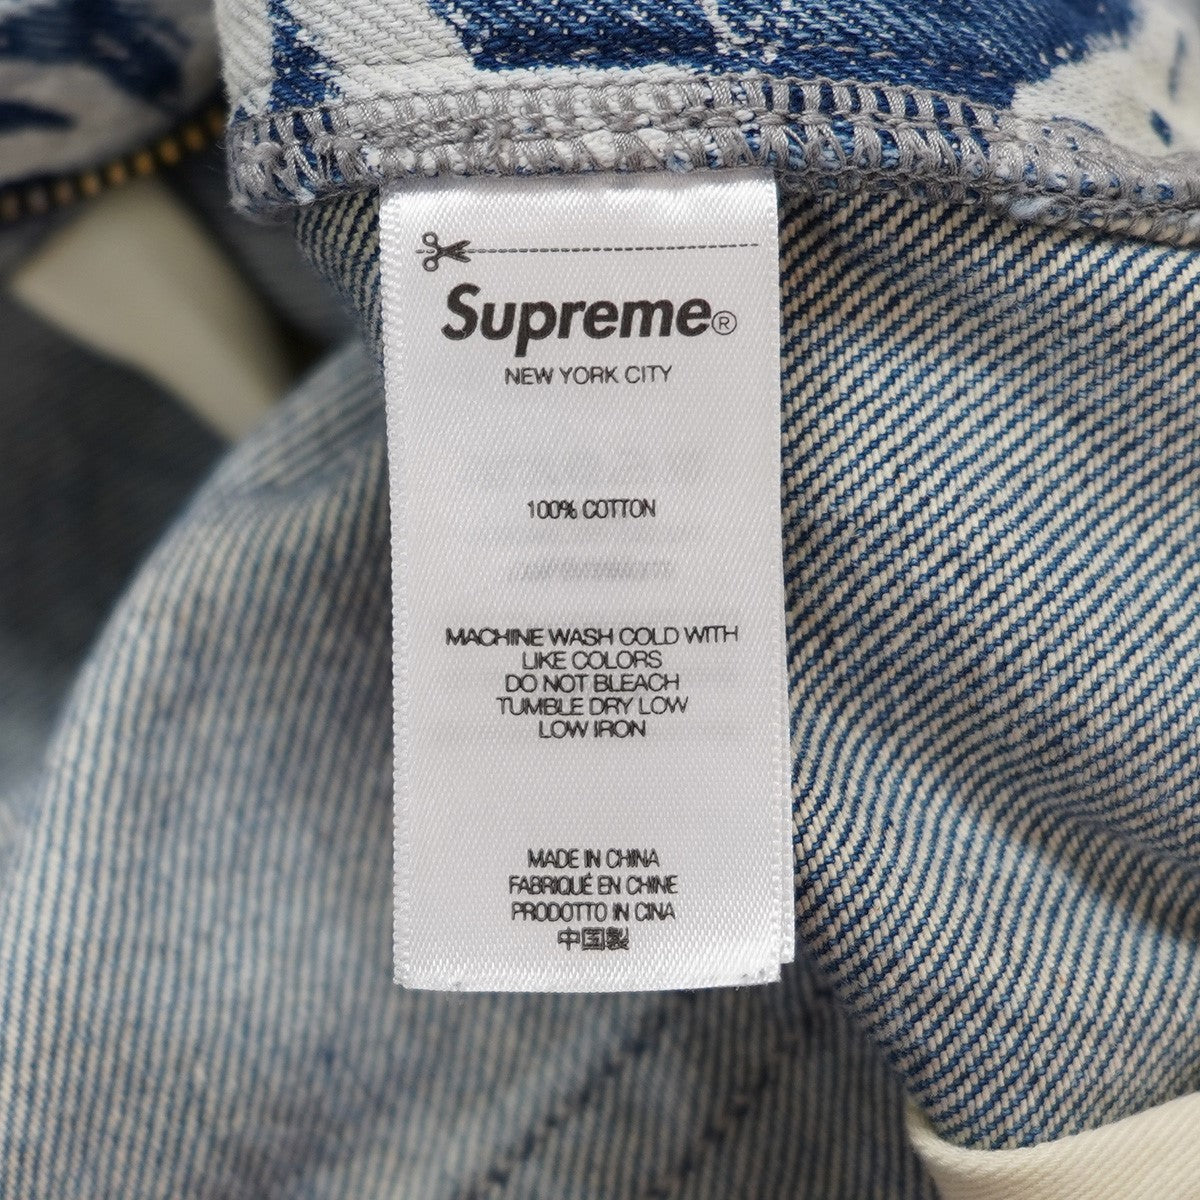 Supreme®
NEW YORK CITY
100% COTTON
MACHINE WASH COLD WITH
LIKE COLORS
DO NOT BLEACH
TUMBLE DRY LOW
LOW IRON
MADE IN CHINA
FABRIQUÉ EN CHINE
PRODOTTO IN CINA
中国製